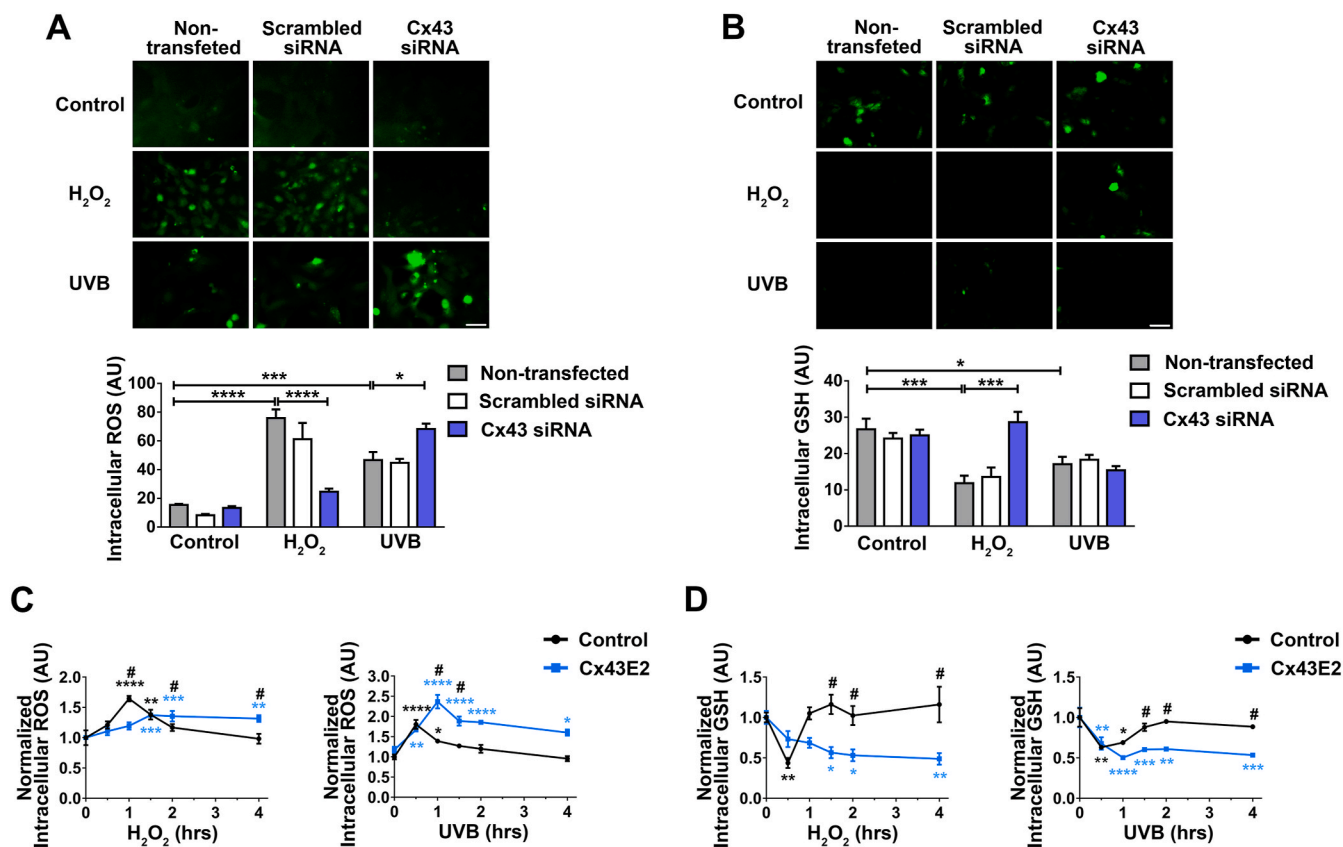 A
Non-
transfeted
Scrambled
siRNA
Cx43
siRNA
Control
H₂O₂
UVB
Intracellular ROS (AU)
100
80
60
40
20
0
***
*
****
****
Control
H₂O₂
UVB
Non-transfected
Scrambled siRNA
Cx43 siRNA
B
Non-
transfeted
Scrambled
siRNA
Cx43
siRNA
Control
H₂O₂
UVB
Intracellular GSH (AU)
40
30
20
10
0
*
***
***
Control
H₂O₂
UVB
Non-transfected
Scrambled siRNA
Cx43 siRNA
C
Normalized
Intracellular ROS (AU)
2.0
1.5
1.0
0.5
0.0
#
****
**
***
#
***
#
**
0
1
2
3
4
H₂O₂ (hrs)
Normalized
Intracellular ROS (AU)
3.0
2.5
2.0
1.5
1.0
0.5
0.0
****
**
#
****
*
#
****
****
*
0
1
2
3
4
UVB (hrs)
Control
Cx43E2
D
Normalized
Intracellular GSH (AU)
1.5
1.0
0.5
0.0
**
#
*
#
*
#
**
0
1
2
3
4
H₂O₂ (hrs)
Normalized
Intracellular GSH (AU)
1.5
1.0
0.5
0.0
**
**
*
****
#
***
#
**
#
***
0
1
2
3
4
UVB (hrs)
Control
Cx43E2